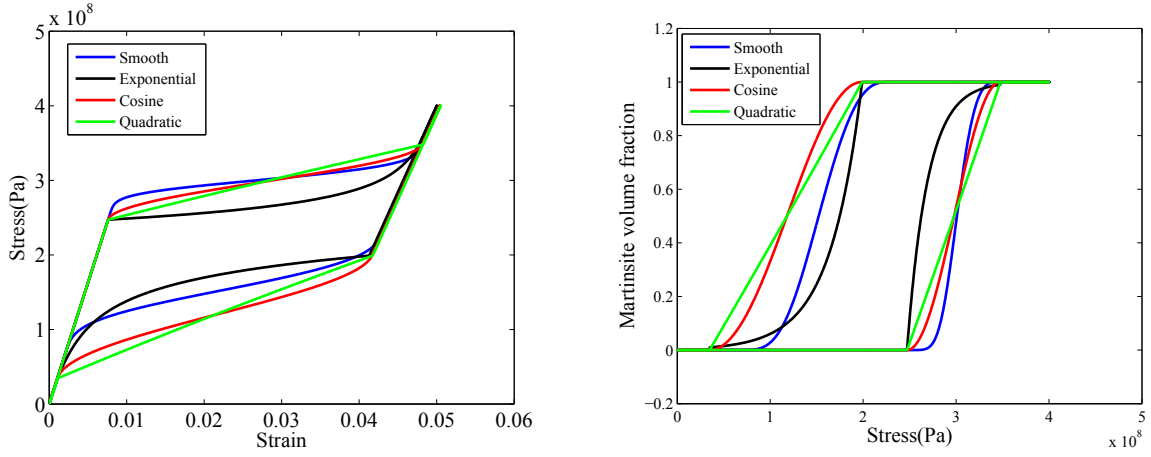 x 10^8
5
4
3
2
1
0
Stress(Pa)
Smooth
Exponential
Cosine
Quadratic
0 0.01 0.02 0.03 0.04 0.05 0.06
Strain
1.2
1
0.8
0.6
0.4
0.2
0
−0.2
Martinsite volume fraction
Smooth
Exponential
Cosine
Quadratic
0 1 2 3 4 5
Stress(Pa)
x 10^8